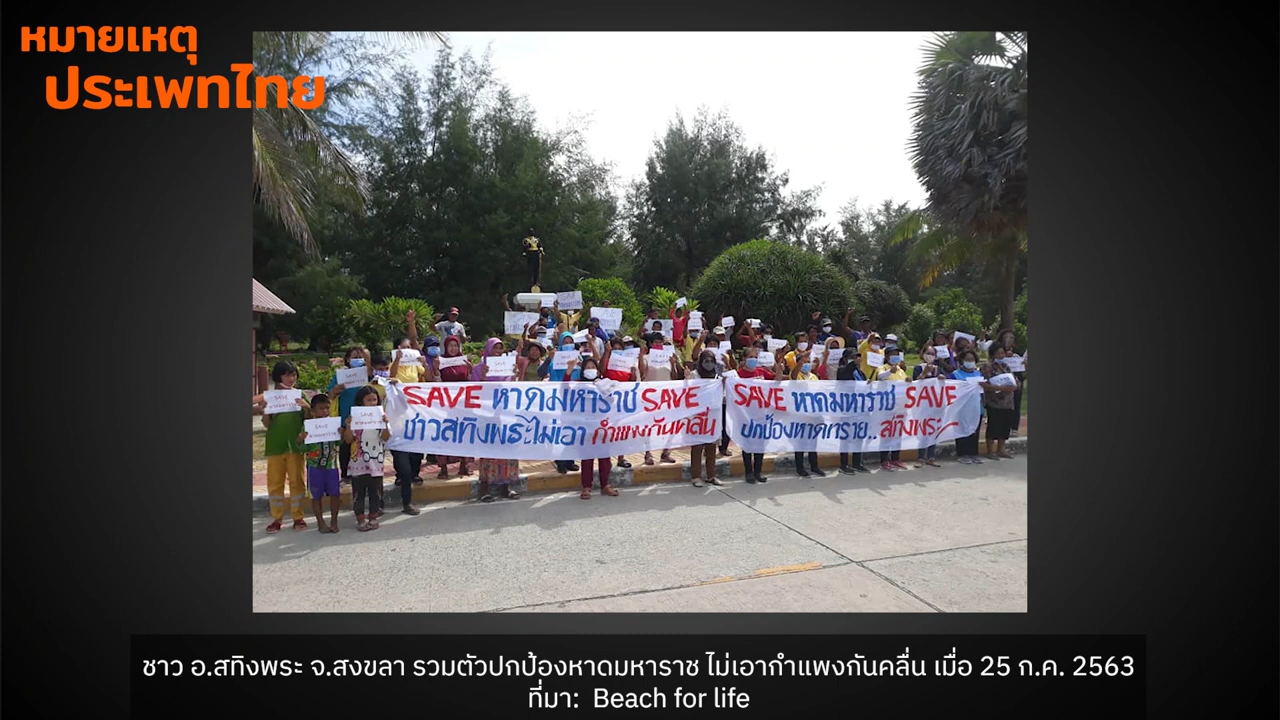 หมายเหตุ
ประเพทไทย
SAVE หาดมหาราช SAVE
ชาวสทิงพระไม่เอา กำแพงกันคลื่น
SAVE หาดมหาราช SAVE
ปกป้องหาดทราย.. สทิงพระ
SAVE
SAVE
SAVE
SAVE
ชาว อ.สทิงพระ จ.สงขลา รวมตัวปกป้องหาดมหาราช ไม่เอากำแพงกันคลื่น เมื่อ 25 ก.ค. 2563
ที่มา: Beach for life